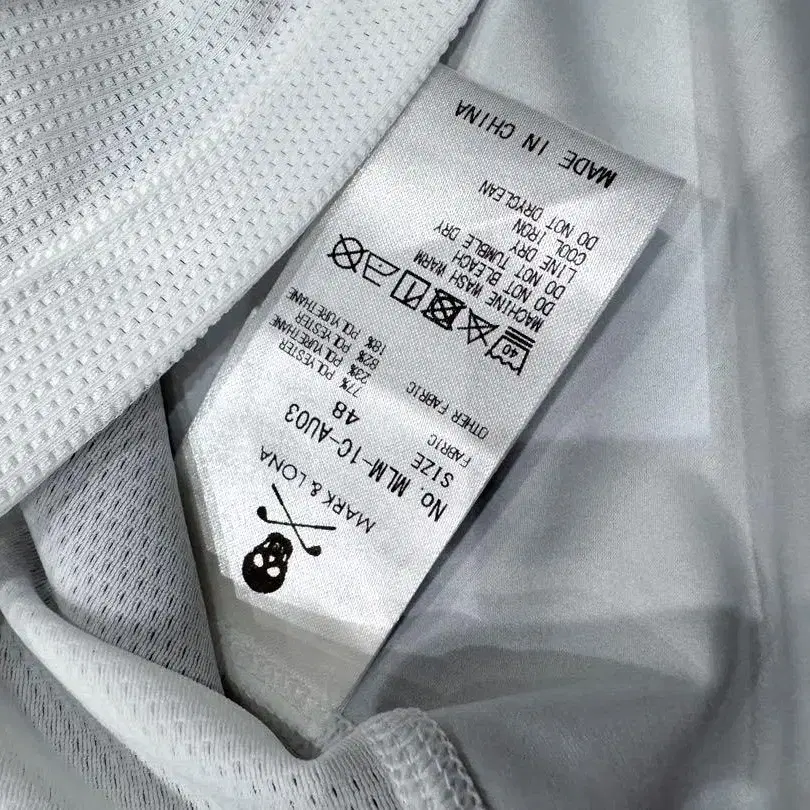 MARK & LONA
No. MLM-1C-AU03
SIZE 48
FABRIC 77% POLYESTER
23% POLYURETHANE
OTHER FABRIC 82% POLYESTER
18% POLYURETHANE
40
MACHINE WASH WARM
DO NOT BLEACH
DO NOT TUMBLE DRY
LINE DRY
COOL IRON
DO NOT DRYCLEAN
MADE IN CHINA